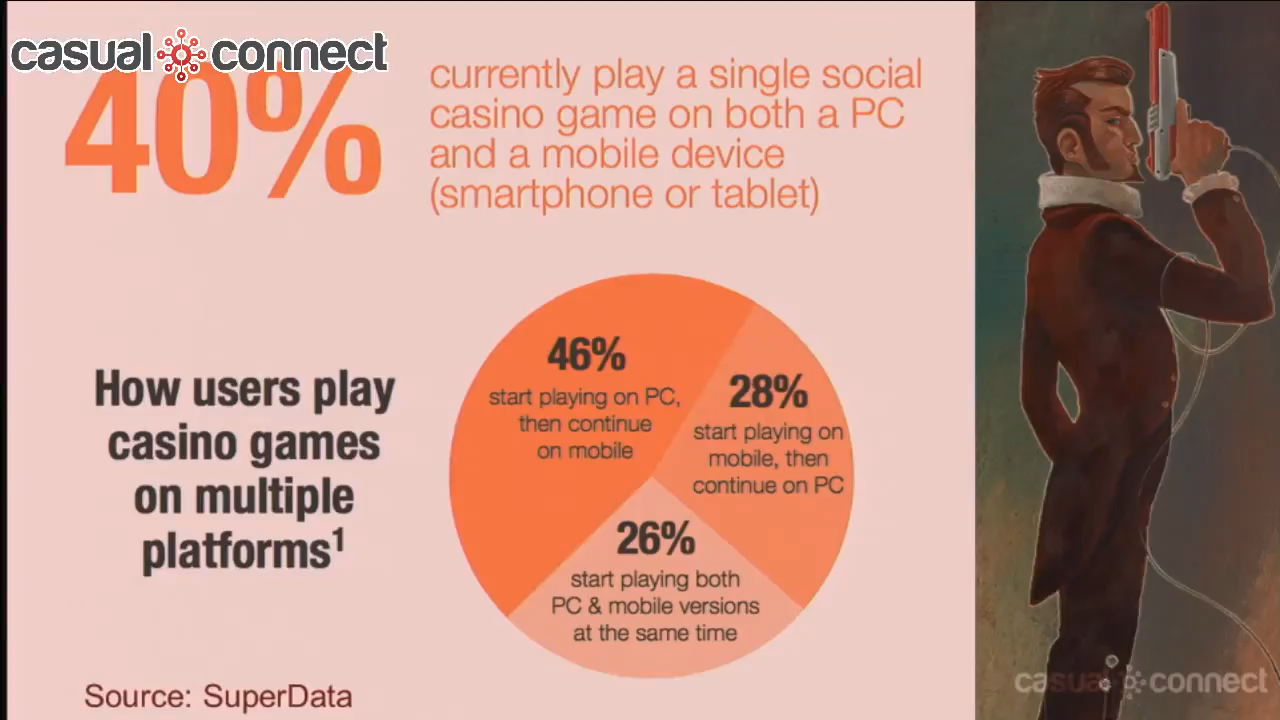 casual connect
40%
currently play a single social
casino game on both a PC
and a mobile device
(smartphone or tablet)
How users play
casino games
on multiple
platforms¹
46%
start playing on PC,
then continue
on mobile
28%
start playing on
mobile, then
continue on PC
26%
start playing both
PC & mobile versions
at the same time
Source: SuperData
casual connect